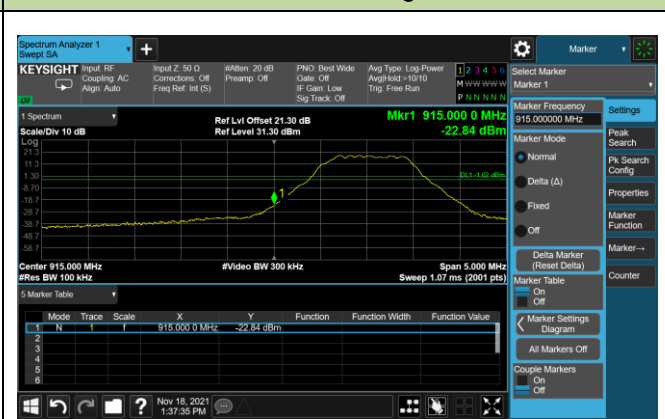 Spectrum Analyzer 1
Swept SA
+
Marker
KEYSIGHT
Input: RF
Coupling: AC
Align: Auto
Input Z: 50 Ω
Corrections: Off
Freq Ref: Int (S)
#Atten: 20 dB
Preamp: Off
PNO: Best Wide
Gate: Off
IF Gain: Low
Sig Track: Off
Avg Type: Log-Power
Avg|Hold:>10/10
Trig: Free Run
1 2 3 4 5 6
M W W W W W
P N N N N N
1 Spectrum
Scale/Div 10 dB
Ref Lvl Offset 21.30 dB
Ref Level 31.30 dBm
Mkr1 915.000 0 MHz
-22.84 dBm
Log
21.3
11.3
1.30
-8.70
-18.7
-28.7
-38.7
-48.7
-58.7
DL1 -1.62 dBm
1
Center 915.000 MHz
#Res BW 100 kHz
#Video BW 300 kHz
Span 5.000 MHz
Sweep 1.07 ms (2001 pts)
5 Marker Table
Mode Trace Scale X Y Function Function Width Function Value
1 N 1 f 915.000 0 MHz -22.84 dBm
2
3
4
5
6
Select Marker
Marker 1
Marker Frequency
915.000000 MHz
Marker Mode
Normal
Delta (Δ)
Fixed
Off
Delta Marker
(Reset Delta)
Marker Table
On
Off
Marker Settings
Diagram
All Markers Off
Couple Markers
On
Off
Settings
Peak
Search
Pk Search
Config
Properties
Marker
Function
Marker→
Counter
?
Nov 18, 2021
1:37:35 PM